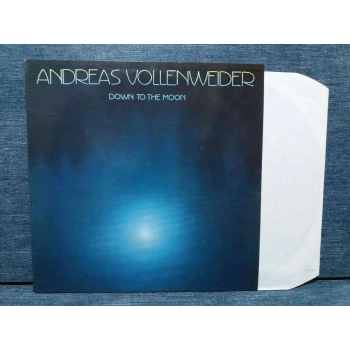 ANDREAS VOLLENWEIDER
DOWN TO THE MOON